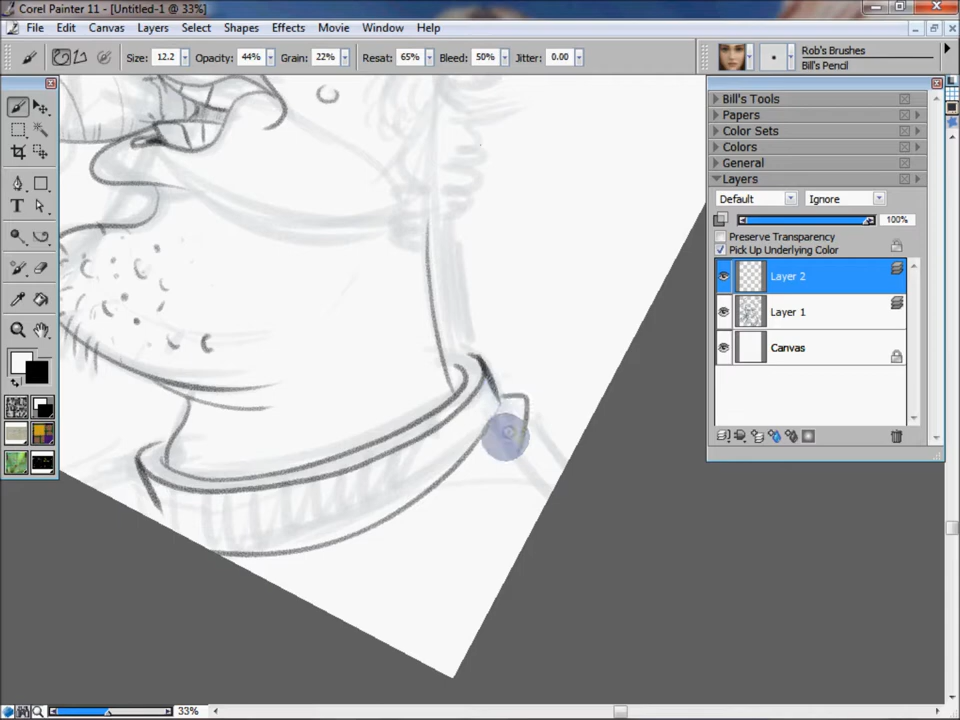 Corel Painter 11 - [Untitled-1 @ 33%]
File Edit Canvas Layers Select Shapes Effects Movie Window Help
Size: 12.2 Opacity: 44% Grain: 22% Resat: 65% Bleed: 50% Jitter: 0.00
Rob's Brushes
Bill's Pencil
Bill's Tools
Papers
Color Sets
Colors
General
Layers
Default Ignore
100%
Preserve Transparency
Pick Up Underlying Color
Layer 2
Layer 1
Canvas
T
33%